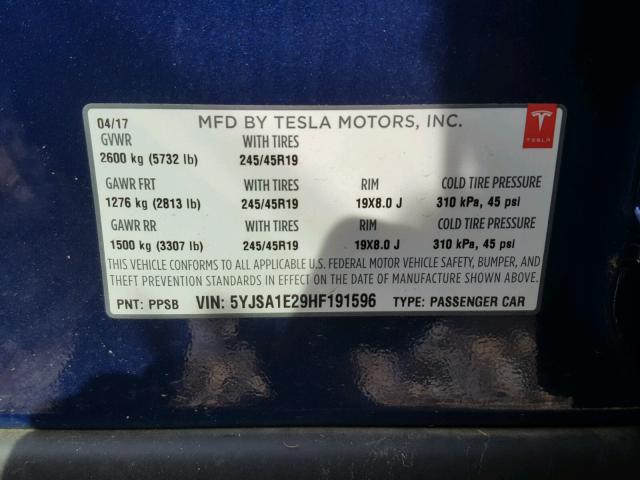 04/17 MFD BY TESLA MOTORS, INC.
GVWR WITH TIRES
2600 kg (5732 lb) 245/45R19
GAWR FRT WITH TIRES RIM COLD TIRE PRESSURE
1276 kg (2813 lb) 245/45R19 19X8.0 J 310 kPa, 45 psi
GAWR RR WITH TIRES RIM COLD TIRE PRESSURE
1500 kg (3307 lb) 245/45R19 19X8.0 J 310 kPa, 45 psi
THIS VEHICLE CONFORMS TO ALL APPLICABLE U.S. FEDERAL MOTOR VEHICLE SAFETY, BUMPER, AND
THEFT PREVENTION STANDARDS IN EFFECT ON THE DATE OF MANUFACTURE SHOWN ABOVE.
PNT: PPSB VIN: 5YJSA1E29HF191596 TYPE: PASSENGER CAR